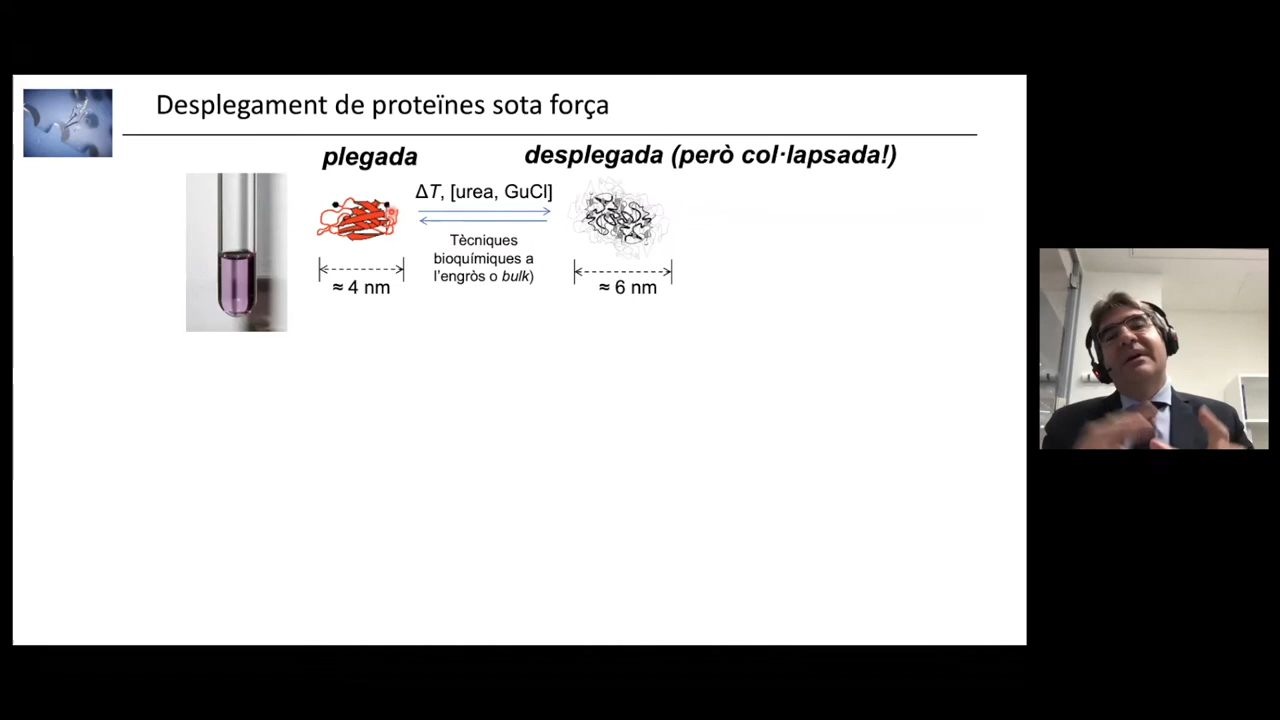 Desplegament de proteïnes sota força
plegada
desplegada (però col·lapsada!)
ΔT, [urea, GuCl]
Tècniques
bioquímiques a
l'engròs o bulk)
≈ 4 nm
≈ 6 nm